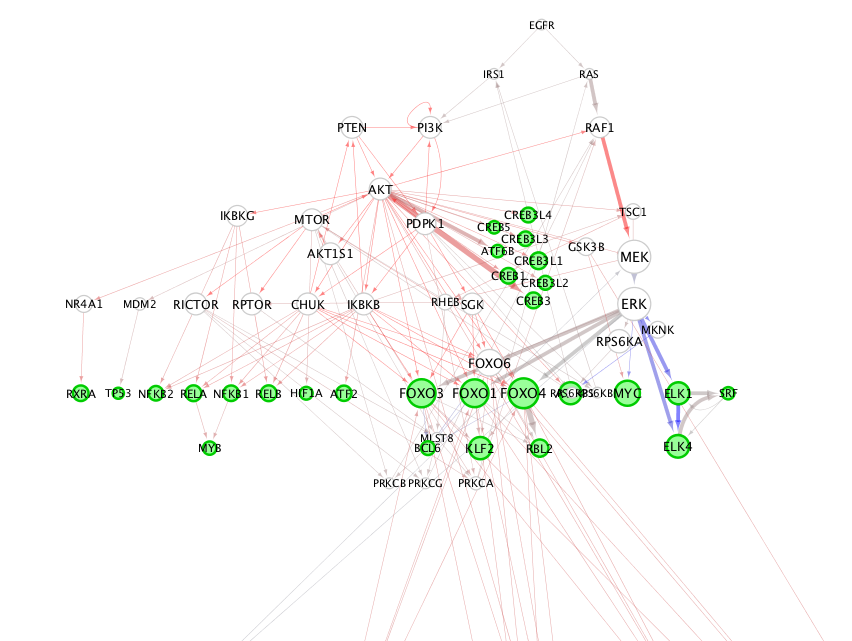 EGFR
IRS1
RAS
PTEN
PI3K
RAF1
AKT
IKBKG
MTOR
PDPK1
CREB3L4
TSC1
CREB5
CREB3L3
AKT1S1
ATF6B
GSK3B
CREB3L1
MEK
CREB1
CREB3L2
NR4A1
MDM2
RICTOR
RPTOR
CHUK
IKBKB
RHEB
SGK
CREB3
ERK
MKNK
RPS6KA
FOXO6
RXRA
TP53
NFKB2
RELA
NFKB1
RELB
HIF1A
ATF2
FOXO3
FOXO1
FOXO4
MYC
ELK1
SRF
MLST8
MYB
BCL6
KLF2
RBL2
ELK4
PRKCB
PRKCG
PRKCA